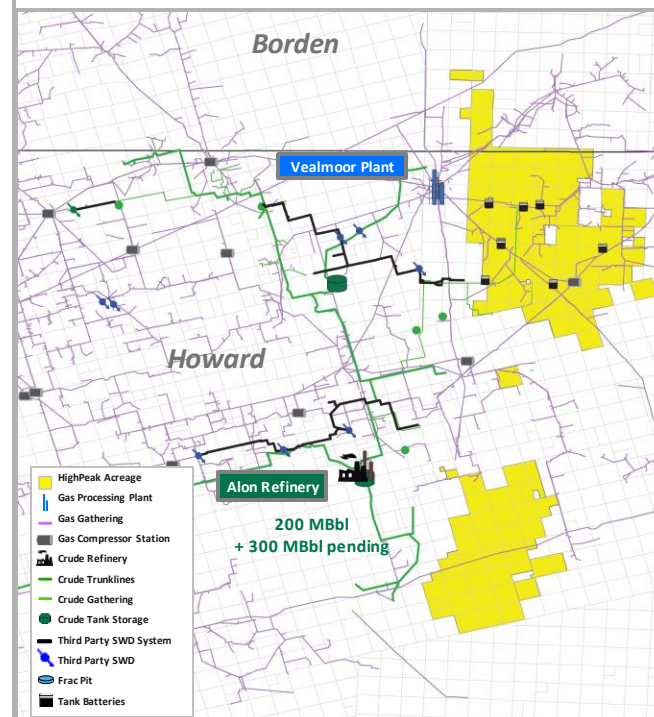 Borden
Vealmoor Plant
Howard
Alon Refinery
200 MBbl
+ 300 MBbl pending
HighPeak Acreage
Gas Processing Plant
Gas Gathering
Gas Compressor Station
Crude Refinery
Crude Trunklines
Crude Gathering
Crude Tank Storage
Third Party SWD System
Third Party SWD
Frac Pit
Tank Batteries